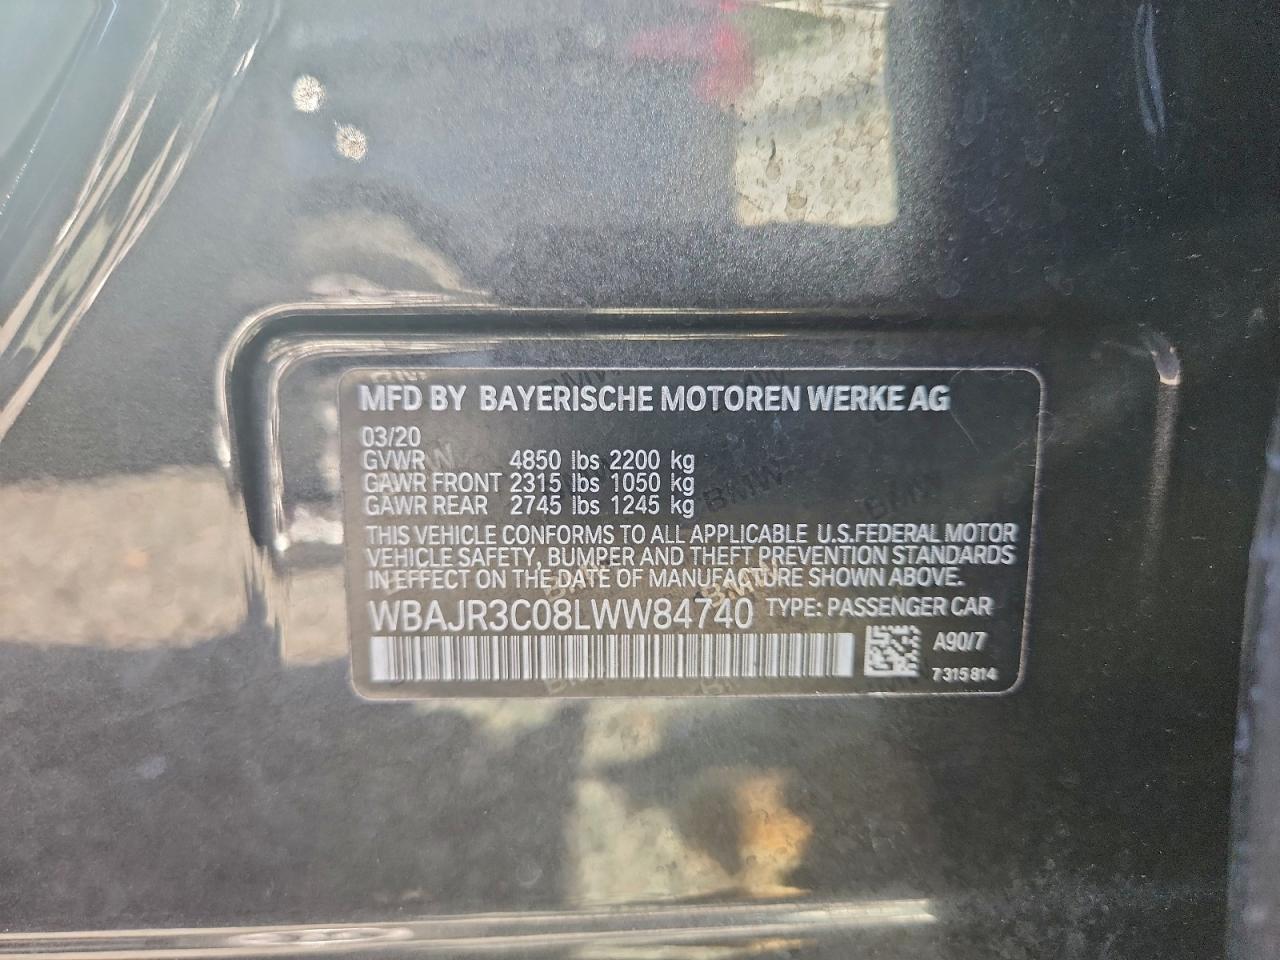 MFD BY BAYERISCHE MOTOREN WERKE AG
03/20
GVWR 4850 lbs 2200 kg
GAWR FRONT 2315 lbs 1050 kg
GAWR REAR 2745 lbs 1245 kg
THIS VEHICLE CONFORMS TO ALL APPLICABLE U.S.FEDERAL MOTOR
VEHICLE SAFETY, BUMPER AND THEFT PREVENTION STANDARDS
IN EFFECT ON THE DATE OF MANUFACTURE SHOWN ABOVE.
WBAJR3C08LWW84740 TYPE: PASSENGER CAR
A90/7
7315814